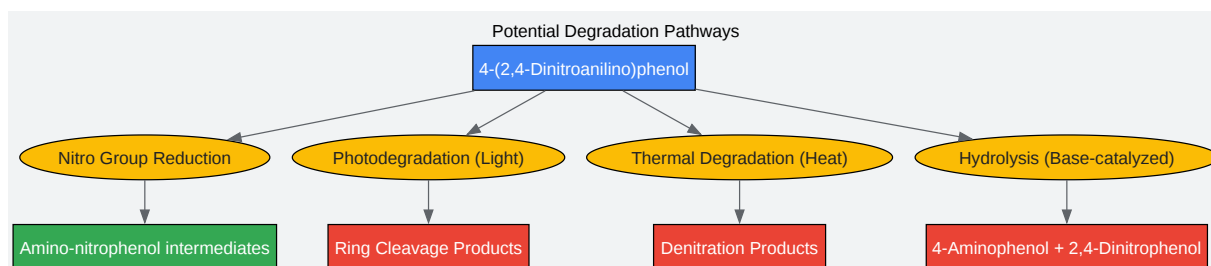 Potential Degradation Pathways
4-(2,4-Dinitroanilino)phenol
Nitro Group Reduction
Photodegradation (Light)
Thermal Degradation (Heat)
Hydrolysis (Base-catalyzed)
Amino-nitrophenol intermediates
Ring Cleavage Products
Denitration Products
4-Aminophenol + 2,4-Dinitrophenol